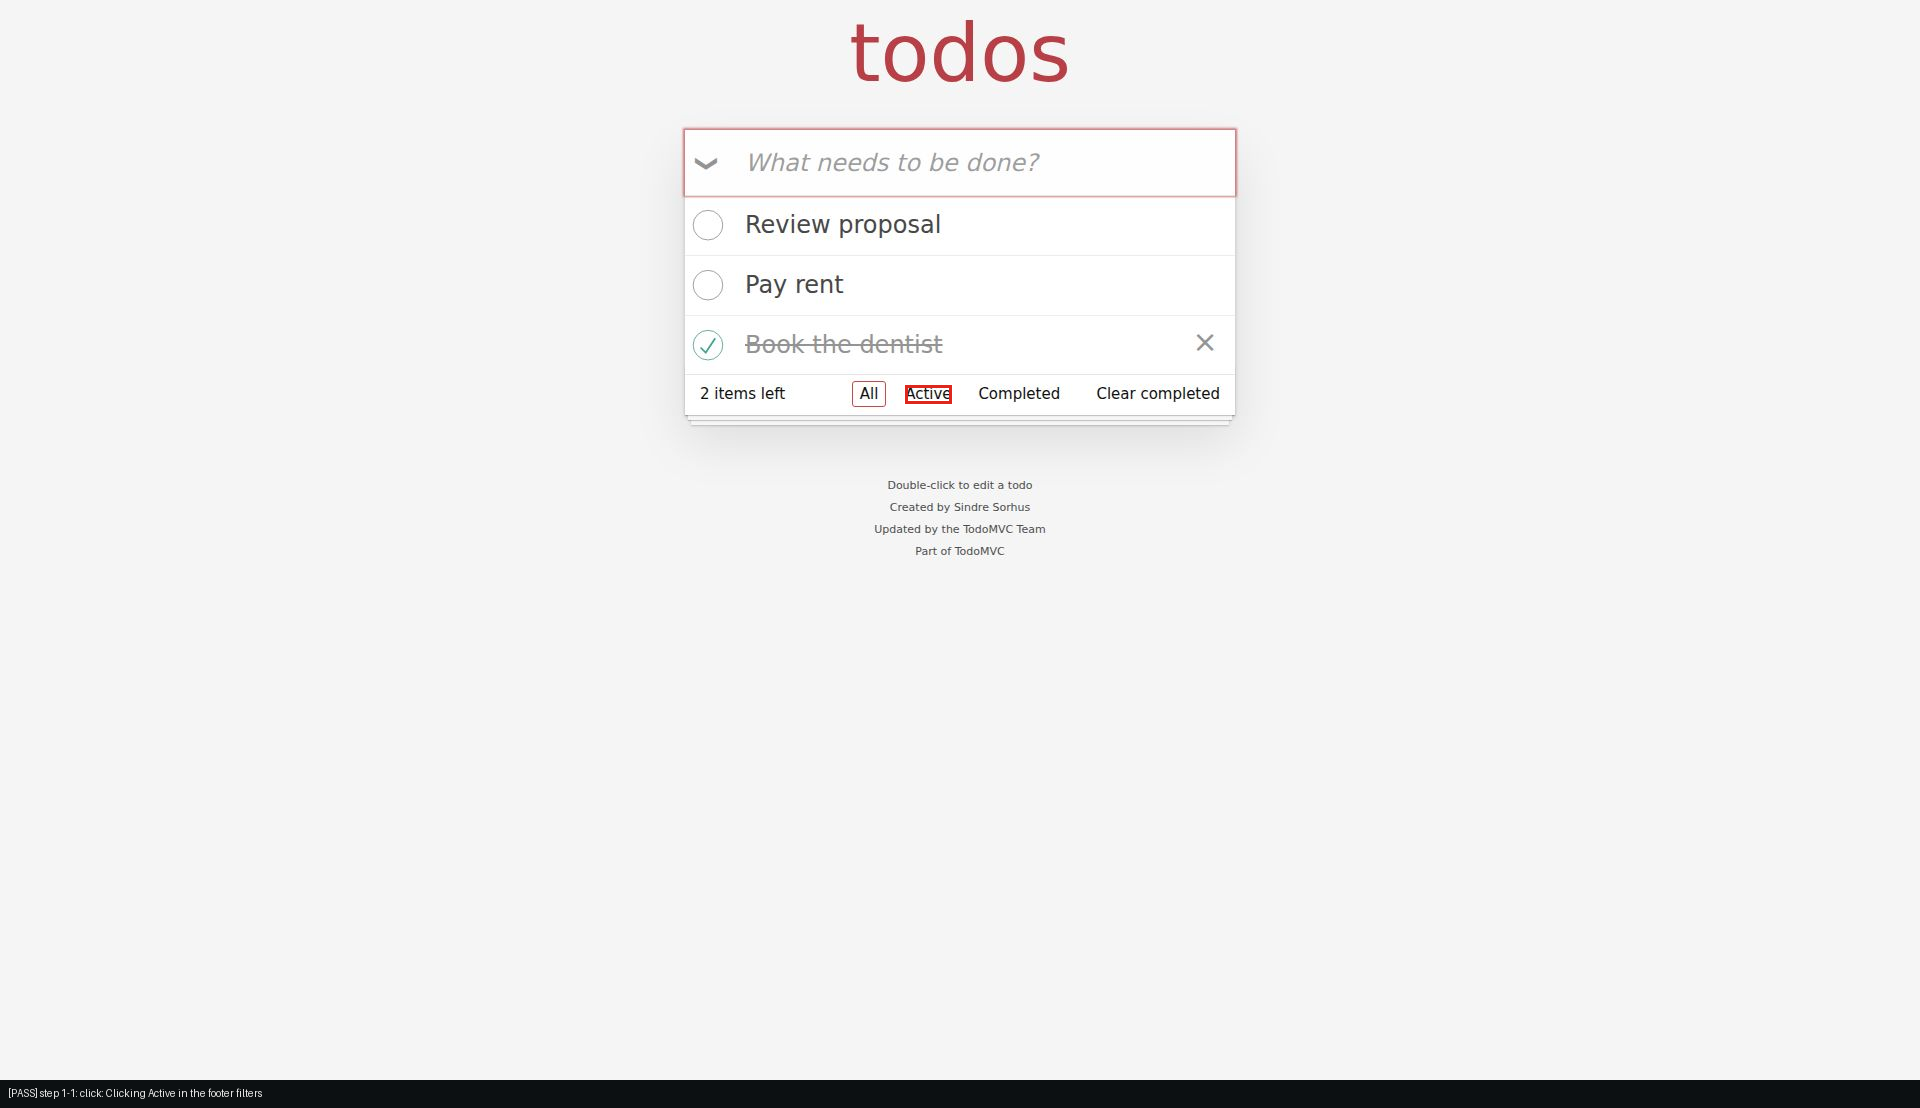 todos
What needs to be done?
Review proposal
Pay rent
Book the dentist
2 items left All Active Completed Clear completed
Double-click to edit a todo
Created by Sindre Sorhus
Updated by the TodoMVC Team
Part of TodoMVC
[PASS] step 1-1: click: Clicking Active in the footer filters